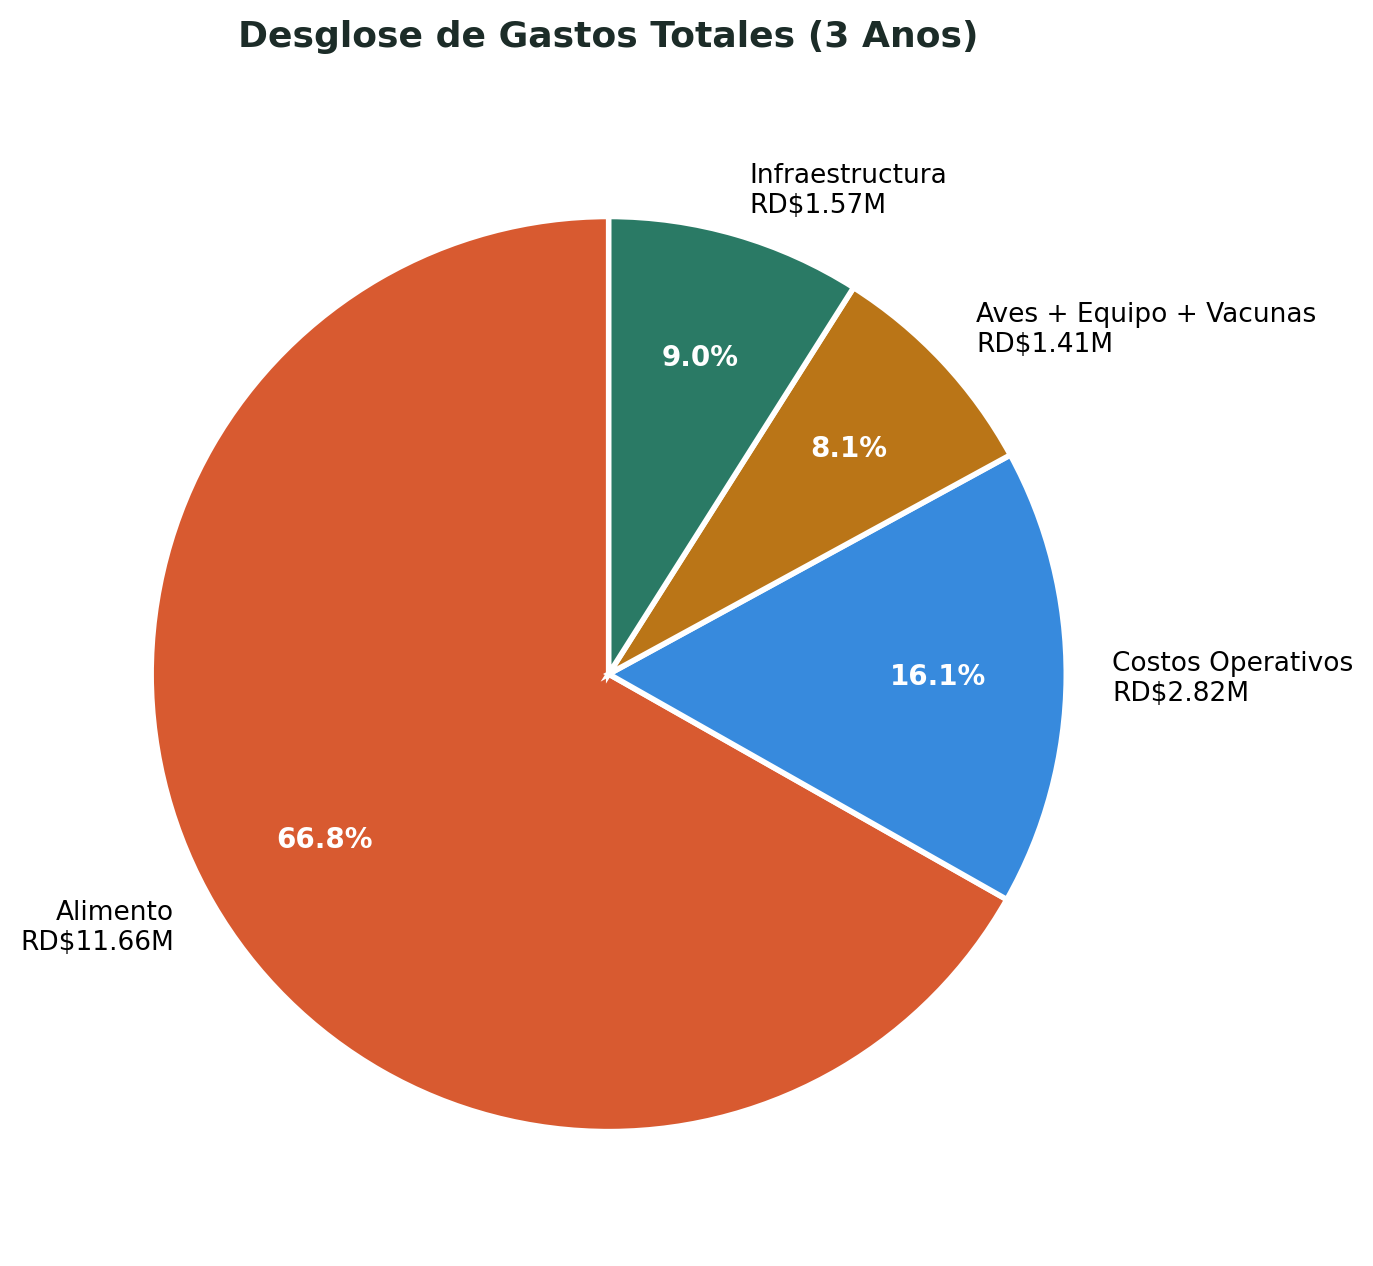 Desglose de Gastos Totales (3 Anos)
Infraestructura
RD$1.57M
Aves + Equipo + Vacunas
RD$1.41M
9.0%
8.1%
Costos Operativos
RD$2.82M
16.1%
66.8%
Alimento
RD$11.66M